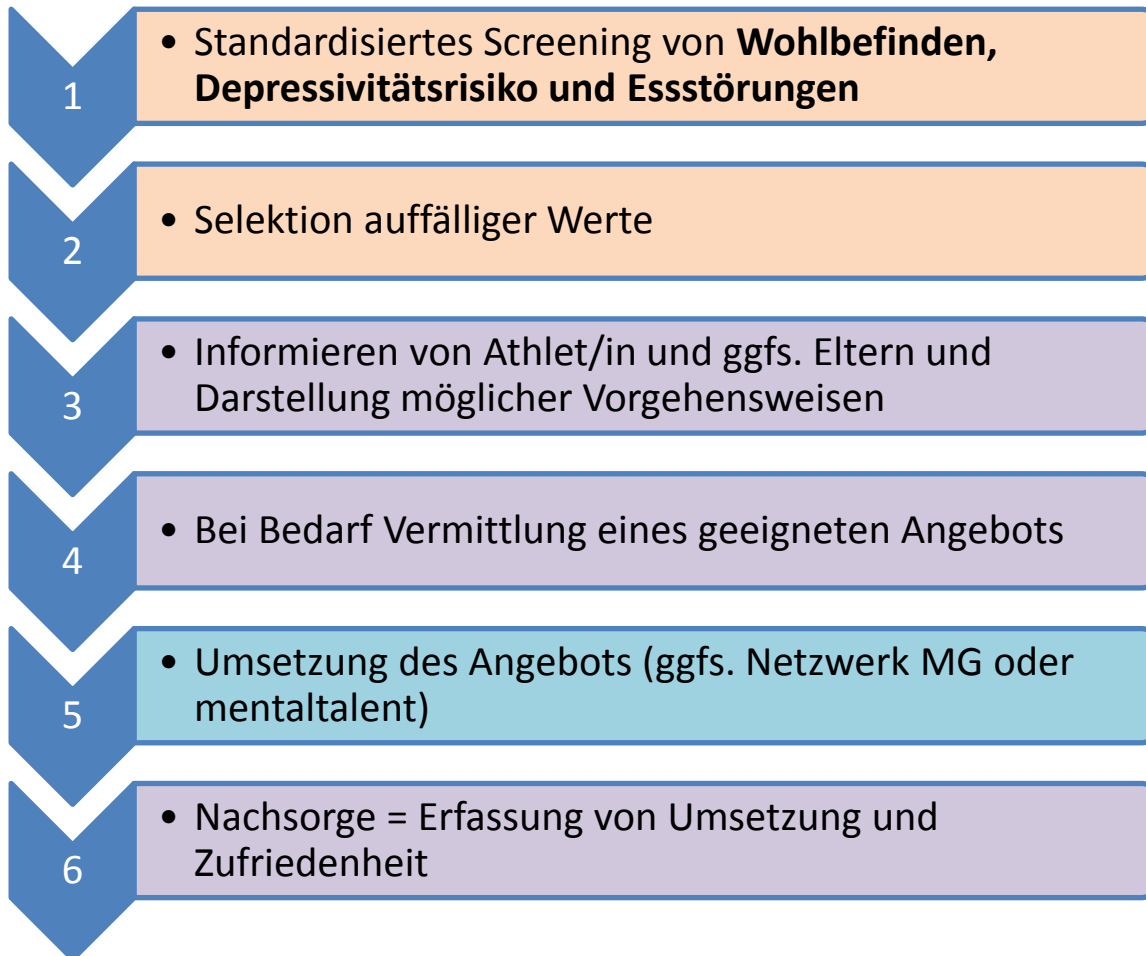 1
• Standardisiertes Screening von Wohlbefinden,
Depressivitätsrisiko und Essstörungen
2
• Selektion auffälliger Werte
3
• Informieren von Athlet/in und ggfs. Eltern und
Darstellung möglicher Vorgehensweisen
4
• Bei Bedarf Vermittlung eines geeigneten Angebots
5
• Umsetzung des Angebots (ggfs. Netzwerk MG oder
mentaltalent)
6
• Nachsorge = Erfassung von Umsetzung und
Zufriedenheit